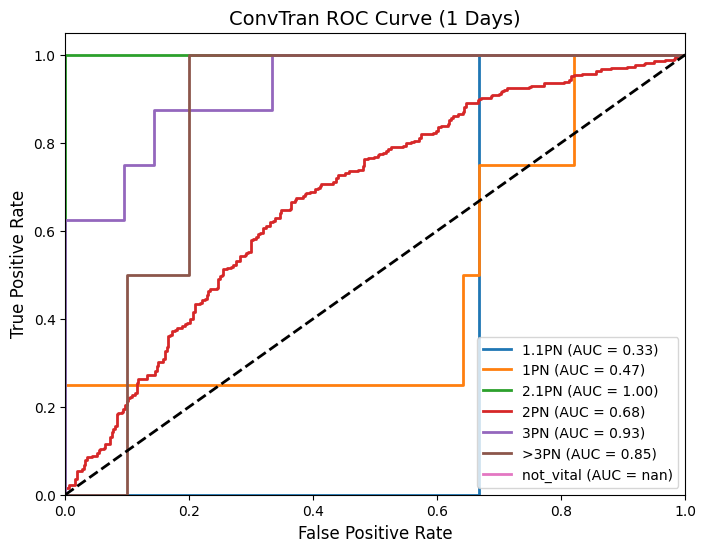 ConvTran ROC Curve (1 Days)
True Positive Rate
1.0
0.8
0.6
0.4
0.2
0.0
0.0 0.2 0.4 0.6 0.8 1.0
False Positive Rate
1.1PN (AUC = 0.33)
1PN (AUC = 0.47)
2.1PN (AUC = 1.00)
2PN (AUC = 0.68)
3PN (AUC = 0.93)
>3PN (AUC = 0.85)
not_vital (AUC = nan)